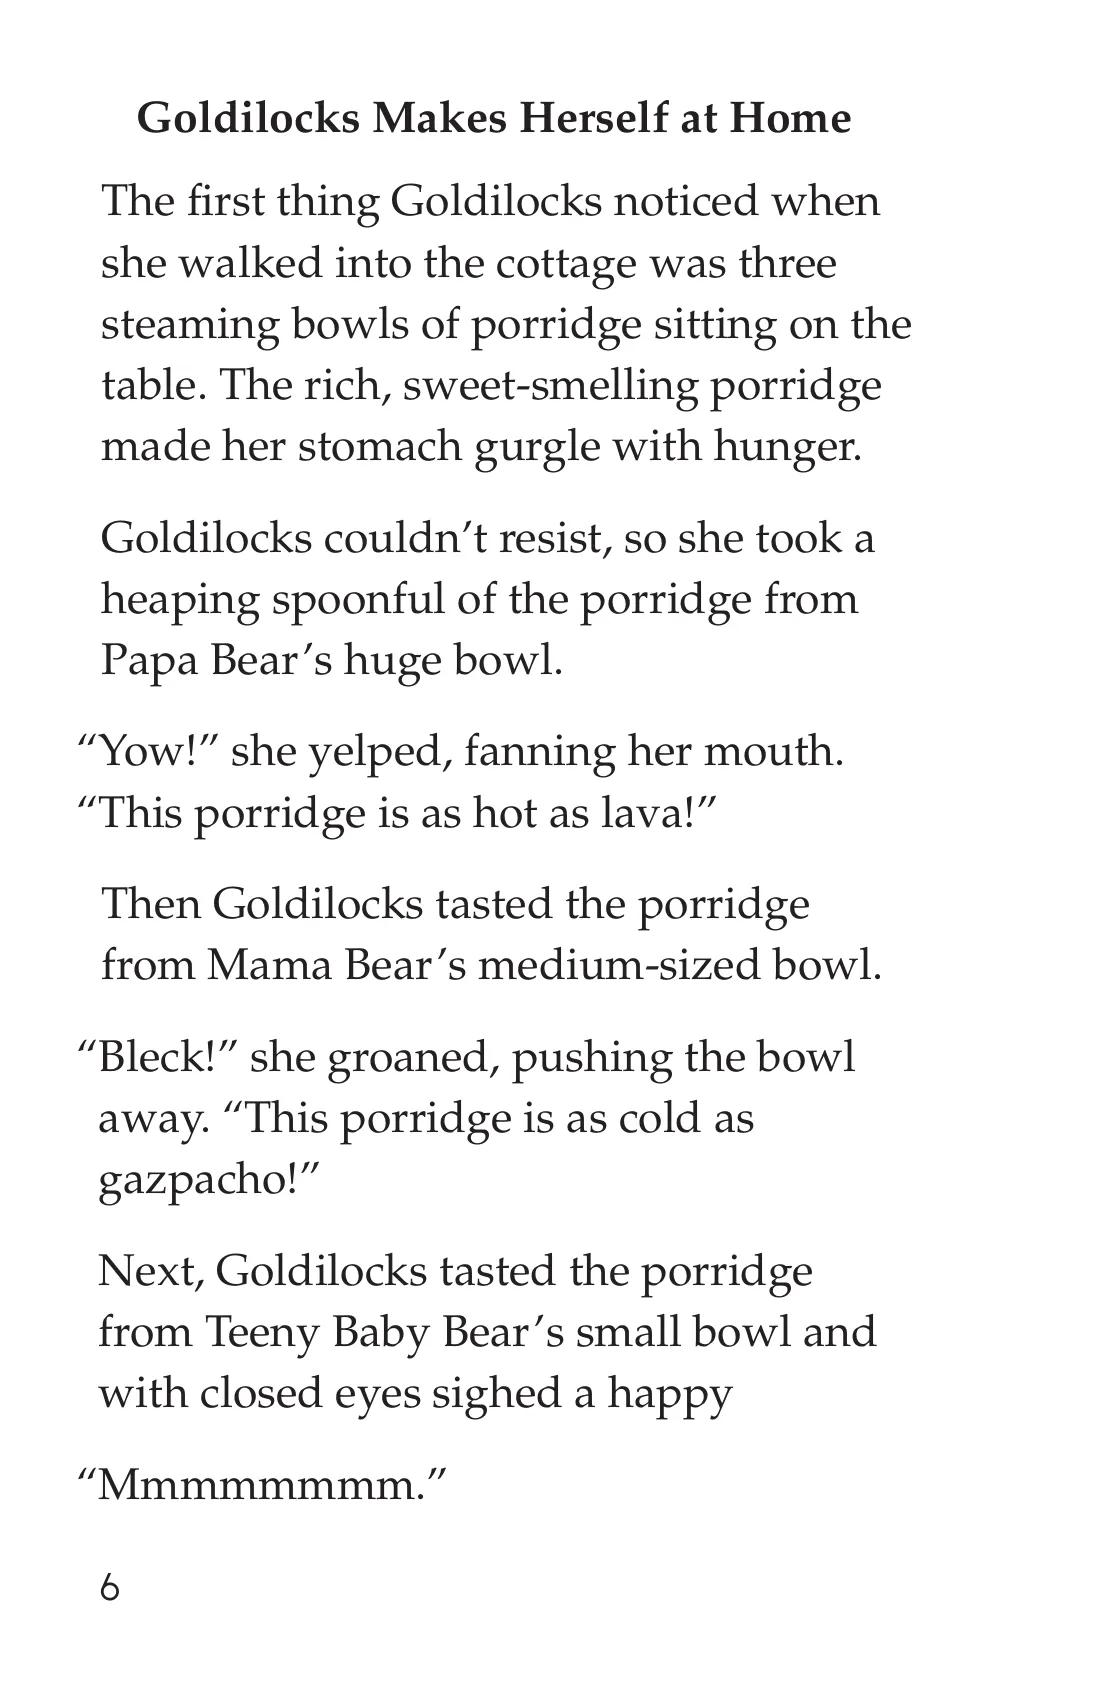 Goldilocks Makes Herself at Home
The first thing Goldilocks noticed when
she walked into the cottage was three
steaming bowls of porridge sitting on the
table. The rich, sweet-smelling porridge
made her stomach gurgle with hunger.
Goldilocks couldn’t resist, so she took a
heaping spoonful of the porridge from
Papa Bear’s huge bowl.
“Yow!” she yelped, fanning her mouth.
“This porridge is as hot as lava!”
Then Goldilocks tasted the porridge
from Mama Bear’s medium-sized bowl.
“Bleck!” she groaned, pushing the bowl
away. “This porridge is as cold as
gazpacho!”
Next, Goldilocks tasted the porridge
from Teeny Baby Bear’s small bowl and
with closed eyes sighed a happy
“Mmmmmmmm.”
6